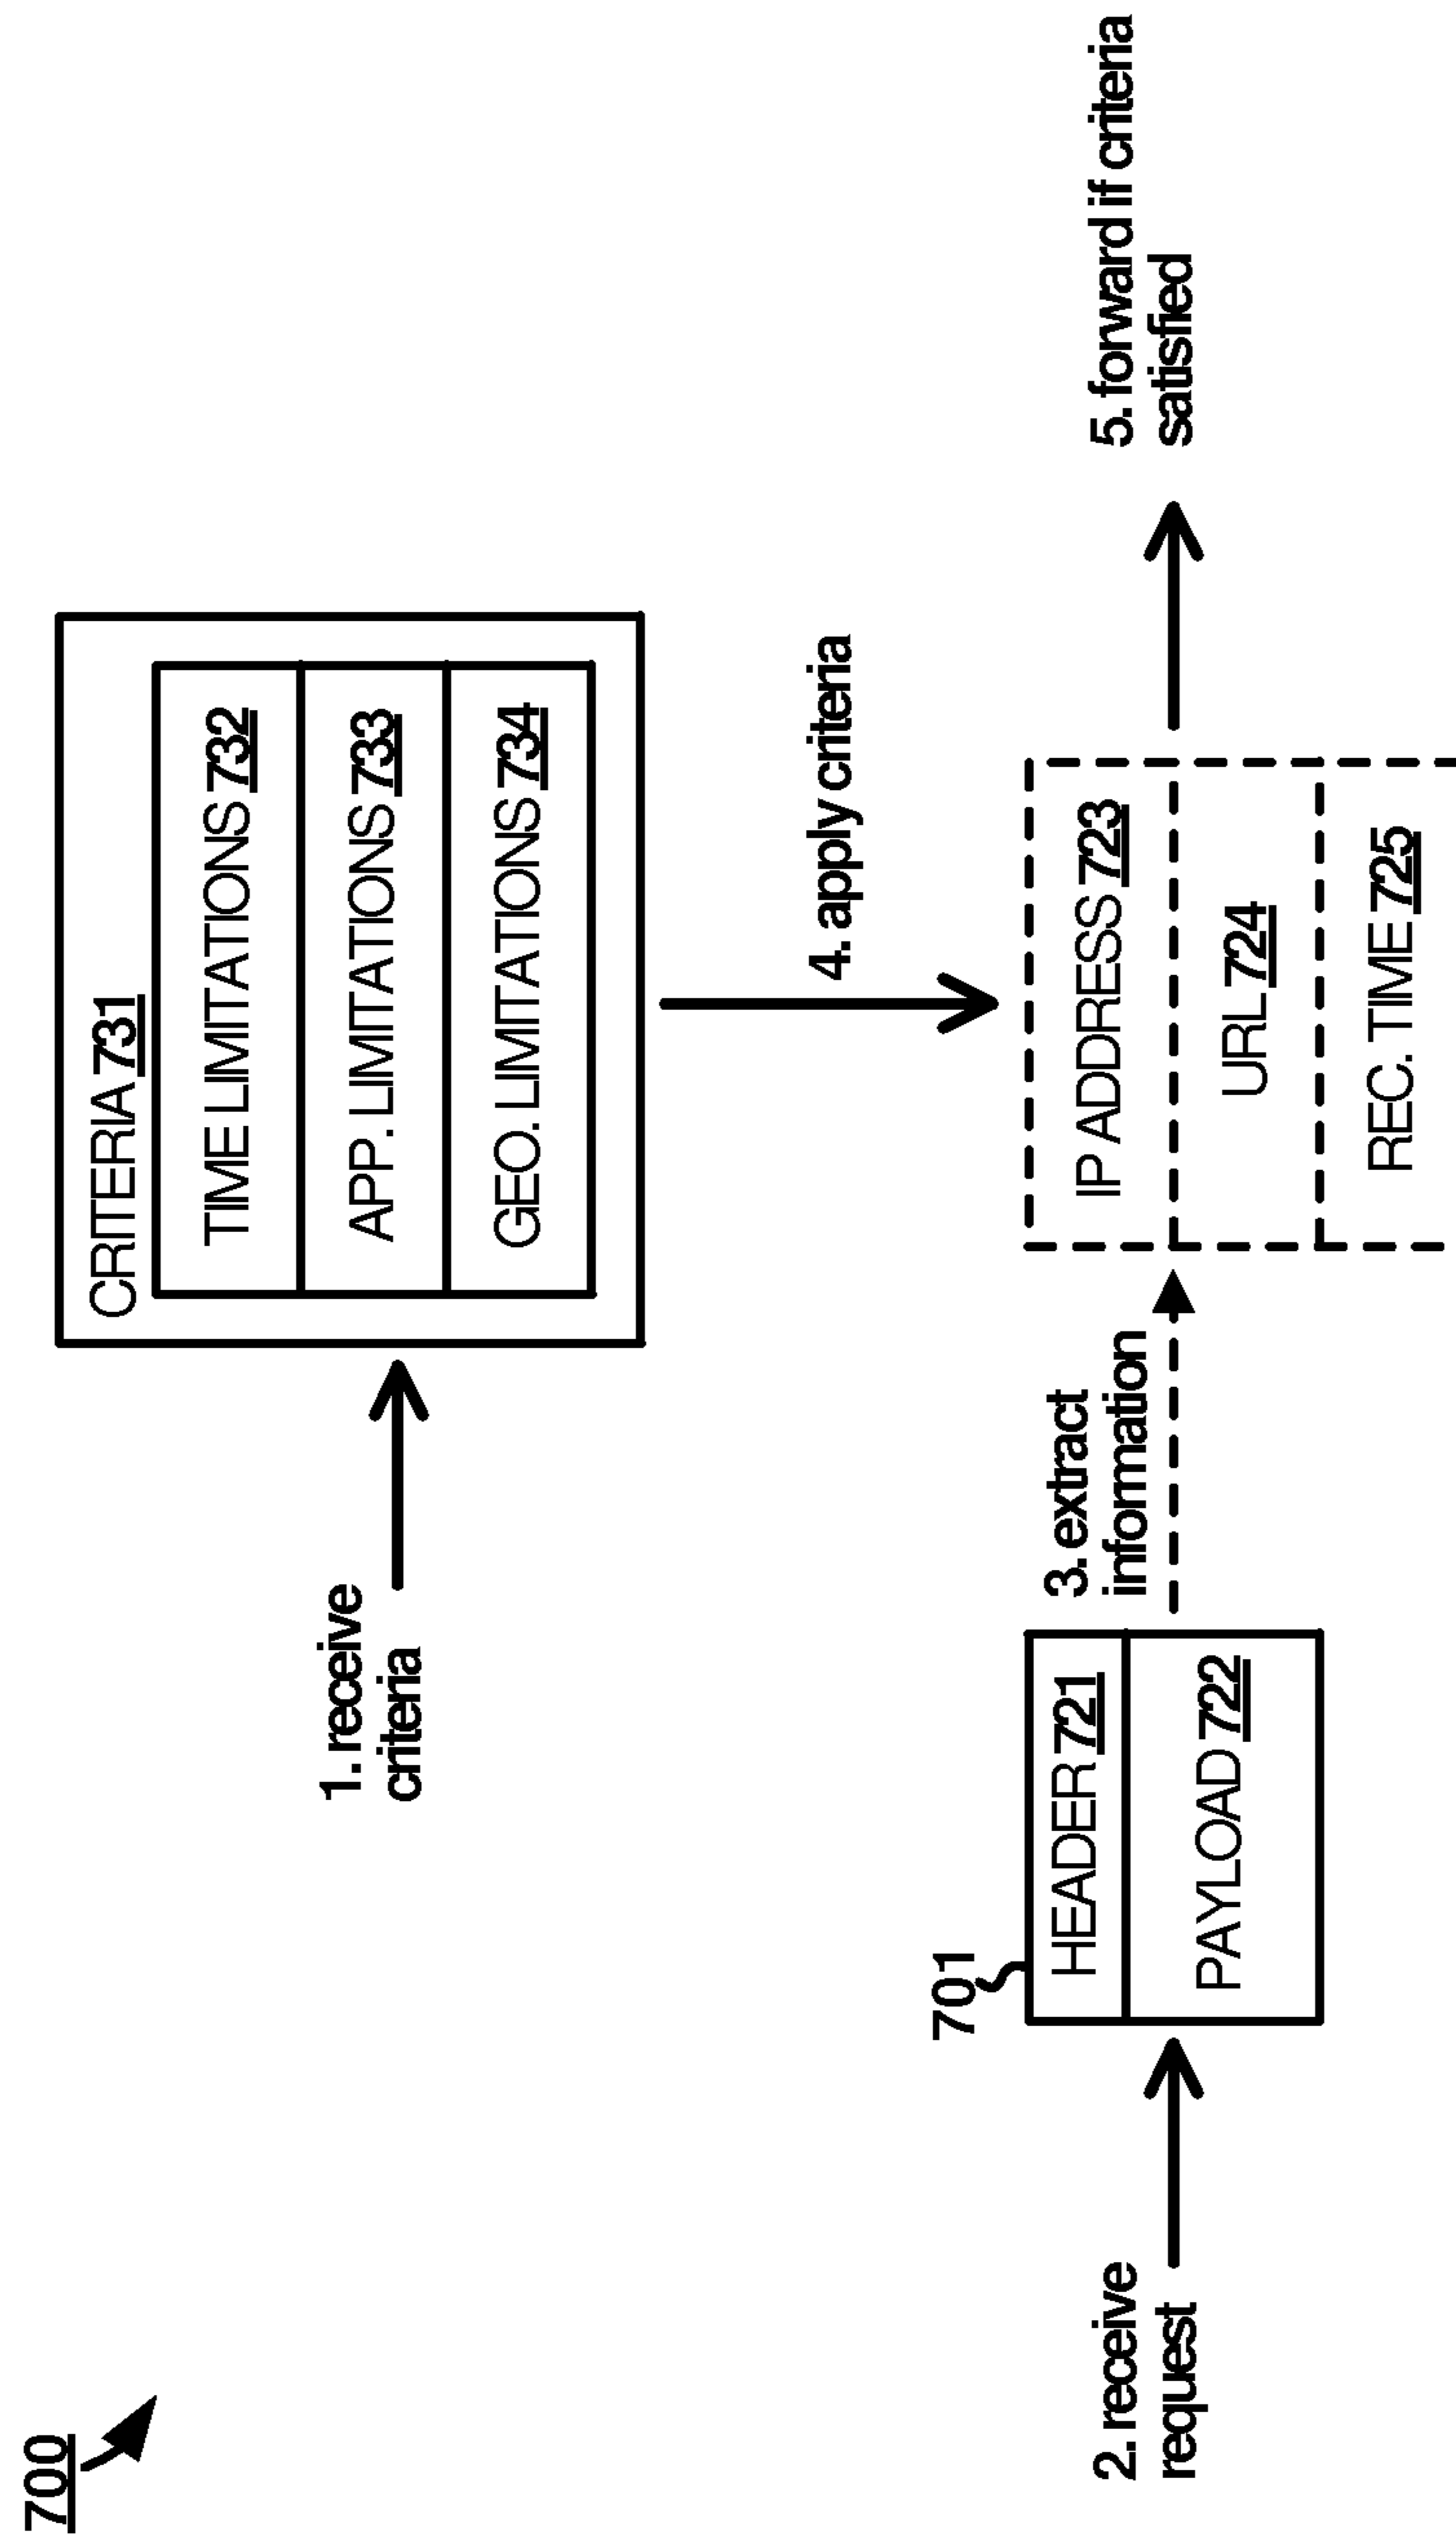 700
CRITERIA 731
1. receive
criteria
TIME LIMITATIONS 732
APP. LIMITATIONS 733
GEO. LIMITATIONS 734
4. apply criteria
701
2. receive
request
HEADER 721
PAYLOAD 722
3. extract
information
IP ADDRESS 723
URL 724
REC. TIME 725
5. forward if criteria
satisfied